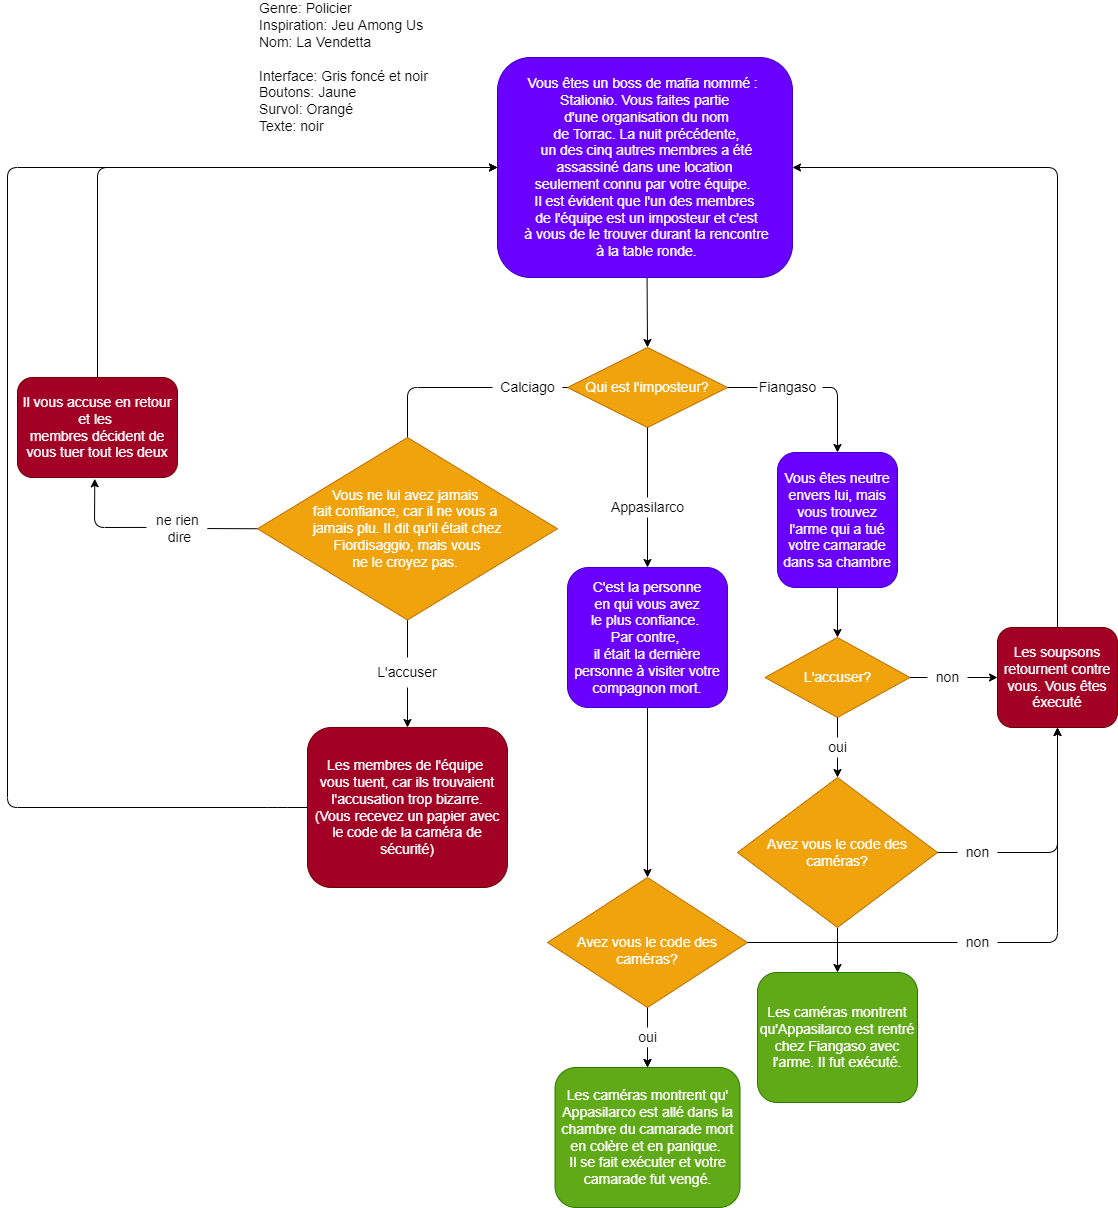 Genre: Policier
Inspiration: Jeu Among Us
Nom: La Vendetta
Interface: Gris foncé et noir
Boutons: Jaune
Survol: Orangé
Texte: noir
Vous êtes un boss de mafia nommé :
Stalionio. Vous faites partie
d'une organisation du nom
de Torrac. La nuit précédente,
un des cinq autres membres a été
assassiné dans une location
seulement connu par votre équipe.
Il est évident que l'un des membres
de l'équipe est un imposteur et c'est
à vous de le trouver durant la rencontre
à la table ronde.
Qui est l'imposteur?
Calciago
Fiangaso
Appasilarco
Il vous accuse en retour
et les
membres décident de
vous tuer tout les deux
Vous ne lui avez jamais
fait confiance, car il ne vous a
jamais plu. Il dit qu'il était chez
Fiordisaggio, mais vous
ne le croyez pas.
ne rien
dire
L'accuser
Les membres de l'équipe
vous tuent, car ils trouvaient
l'accusation trop bizarre.
(Vous recevez un papier avec
le code de la caméra de
sécurité)
C'est la personne
en qui vous avez
le plus confiance.
Par contre,
il était la dernière
personne à visiter votre
compagnon mort.
Vous êtes neutre
envers lui, mais
vous trouvez
l'arme qui a tué
votre camarade
dans sa chambre
L'accuser?
non
oui
Les soupsons
retournent contre
vous. Vous êtes
éxecuté
Avez vous le code des
caméras?
non
Avez vous le code des
caméras?
non
oui
Les caméras montrent
qu'Appasilarco est rentré
chez Fiangaso avec
l'arme. Il fut exécuté.
Les caméras montrent qu'
Appasilarco est allé dans la
chambre du camarade mort
en colère et en panique.
Il se fait exécuter et votre
camarade fut vengé.